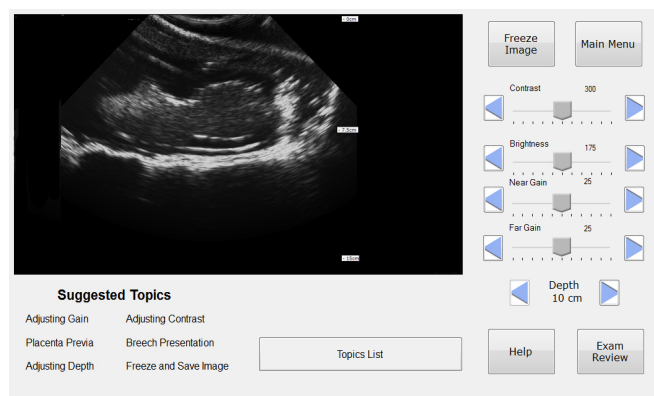 - 0cm
- 7.5cm
- 15cm
Freeze
Image
Main Menu
Contrast 300
Brightness 175
Near Gain 25
Far Gain 25
Depth
10 cm
Suggested Topics
Adjusting Gain Adjusting Contrast
Placenta Previa Breech Presentation
Adjusting Depth Freeze and Save Image
Topics List
Help
Exam
Review